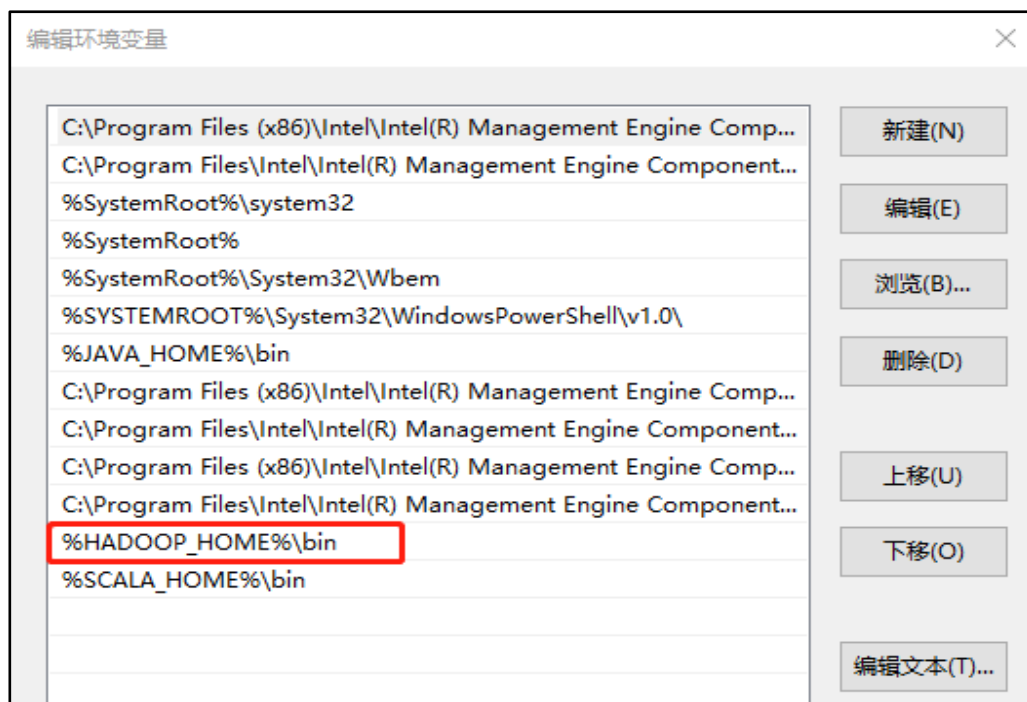 编辑环境变量
C:\Program Files (x86)\Intel\Intel(R) Management Engine Comp...
新建(N)
C:\Program Files\Intel\Intel(R) Management Engine Component...
%SystemRoot%\system32
编辑(E)
%SystemRoot%
%SystemRoot%\System32\Wbem
浏览(B)...
%SYSTEMROOT%\System32\WindowsPowerShell\v1.0\
%JAVA_HOME%\bin
删除(D)
C:\Program Files (x86)\Intel\Intel(R) Management Engine Comp...
C:\Program Files\Intel\Intel(R) Management Engine Component...
C:\Program Files (x86)\Intel\Intel(R) Management Engine Comp...
上移(U)
C:\Program Files\Intel\Intel(R) Management Engine Component...
%HADOOP_HOME%\bin
下移(O)
%SCALA_HOME%\bin
编辑文本(T)...